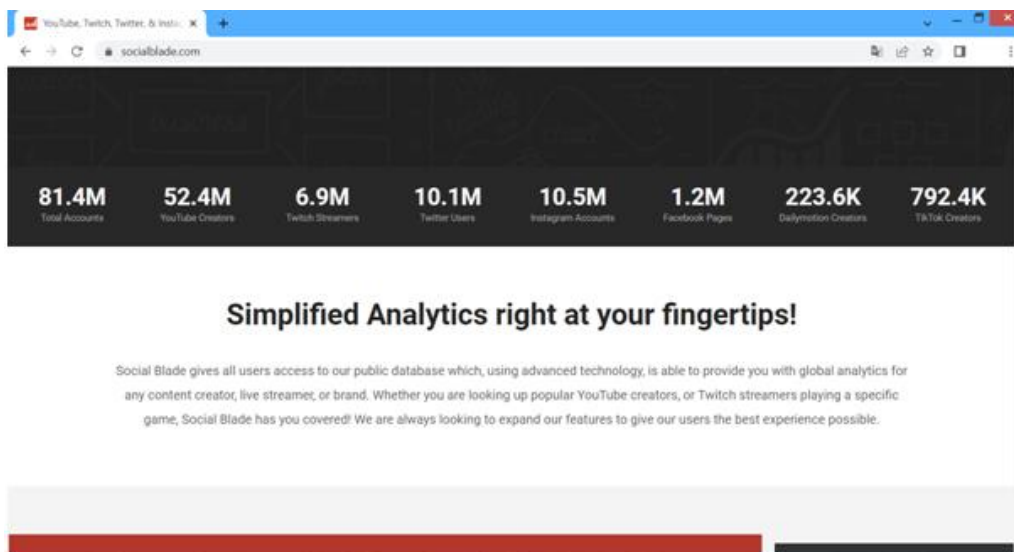 YouTube, Twitch, Twitter, & Insta
socialblade.com
81.4M 52.4M 6.9M 10.1M 10.5M 1.2M 223.6K 792.4K
Total Accounts YouTube Creators Twitch Streamers Twitter Users Instagram Accounts Facebook Pages Dailymotion Creators TikTok Creators
Simplified Analytics right at your fingertips!
Social Blade gives all users access to our public database which, using advanced technology, is able to provide you with global analytics for
any content creator, live streamer, or brand. Whether you are looking up popular YouTube creators, or Twitch streamers playing a specific
game, Social Blade has you covered! We are always looking to expand our features to give our users the best experience possible.